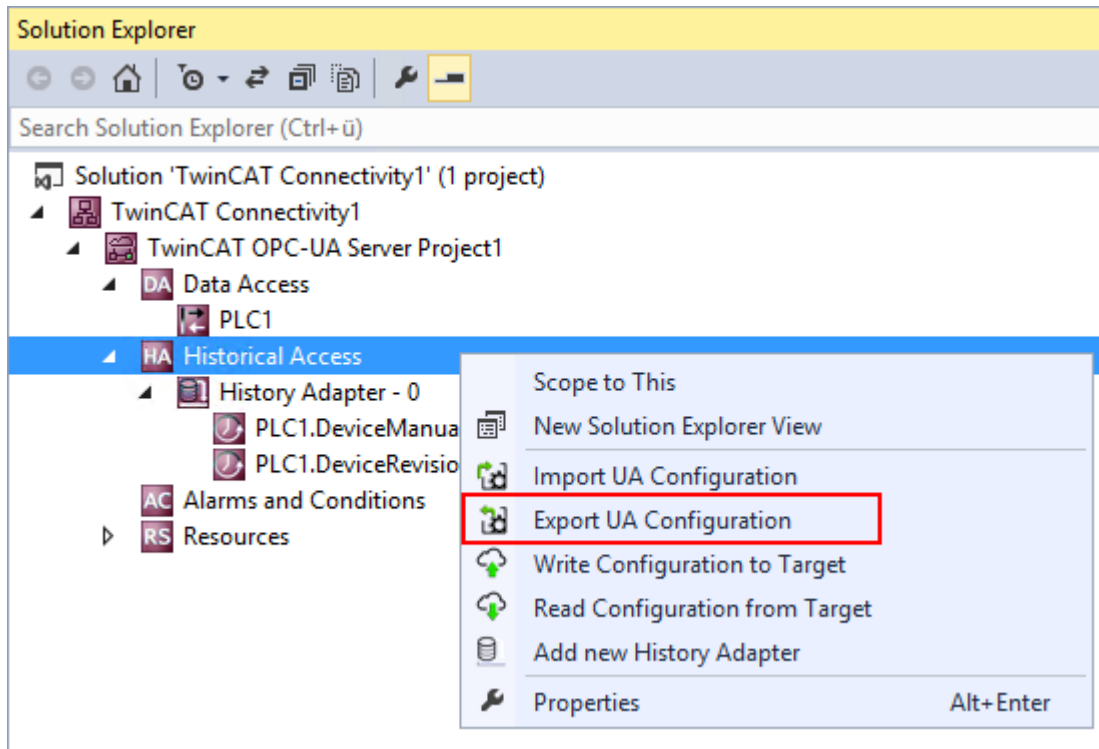 Solution Explorer
Search Solution Explorer (Ctrl+ü)
Solution 'TwinCAT Connectivity1' (1 project)
TwinCAT Connectivity1
TwinCAT OPC-UA Server Project1
DA Data Access
PLC1
HA Historical Access
History Adapter - 0
PLC1.DeviceManua
PLC1.DeviceRevisio
AC Alarms and Conditions
RS Resources
Scope to This
New Solution Explorer View
Import UA Configuration
Export UA Configuration
Write Configuration to Target
Read Configuration from Target
Add new History Adapter
Properties Alt+Enter